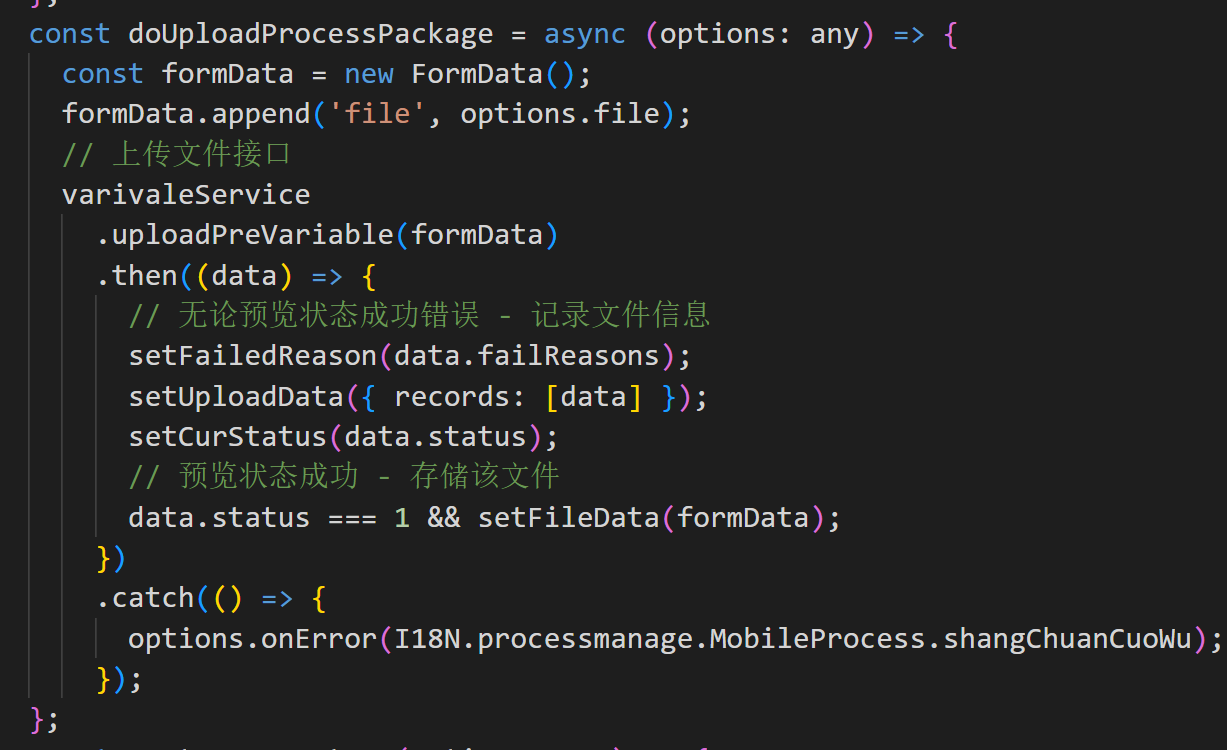 };
const doUploadProcessPackage = async (options: any) => {
const formData = new FormData();
formData.append('file', options.file);
// 上传文件接口
varivaleService
.uploadPreVariable(formData)
.then((data) => {
// 无论预览状态成功错误 - 记录文件信息
setFailedReason(data.failReasons);
setUploadData({ records: [data] });
setCurStatus(data.status);
// 预览状态成功 - 存储该文件
data.status === 1 && setFileData(formData);
})
.catch(() => {
options.onError(I18N.processmanage.MobileProcess.shangChuanCuoWu);
});
};